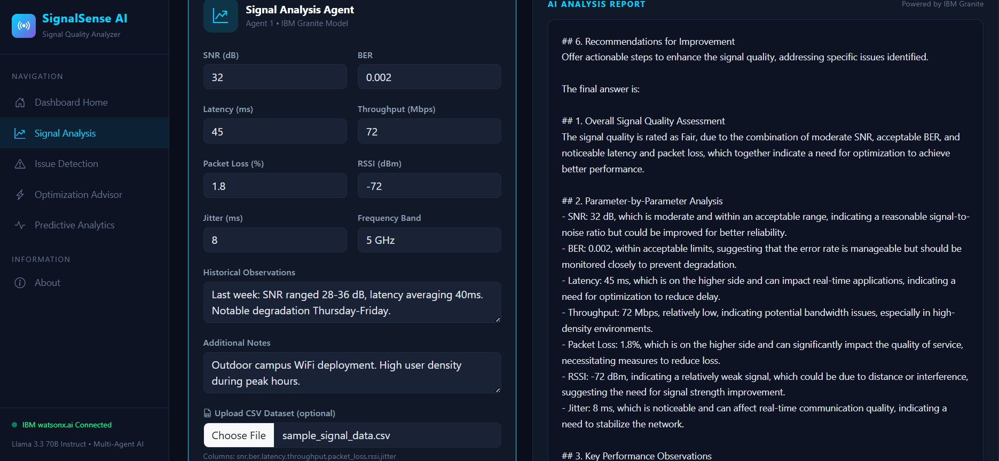 SignalSense AI
Signal Quality Analyzer
NAVIGATION
Dashboard Home
Signal Analysis
Issue Detection
Optimization Advisor
Predictive Analytics
INFORMATION
About
IBM watsonx.ai Connected
Llama 3.3 70B Instruct • Multi-Agent AI
Signal Analysis Agent
Agent 1 • IBM Granite Model
SNR (dB)
32
BER
0.002
Latency (ms)
45
Throughput (Mbps)
72
Packet Loss (%)
1.8
RSSI (dBm)
-72
Jitter (ms)
8
Frequency Band
5 GHz
Historical Observations
Last week: SNR ranged 28-36 dB, latency averaging 40ms.
Notable degradation Thursday-Friday.
Additional Notes
Outdoor campus WiFi deployment. High user density
during peak hours.
Upload CSV Dataset (optional)
Choose File
sample_signal_data.csv
Columns: snr,ber,latency,throughput,packet_loss,rssi,jitter
AI ANALYSIS REPORT
Powered by IBM Granite
## 6. Recommendations for Improvement
Offer actionable steps to enhance the signal quality, addressing specific issues identified.
The final answer is:
## 1. Overall Signal Quality Assessment
The signal quality is rated as Fair, due to the combination of moderate SNR, acceptable BER, and
noticeable latency and packet loss, which together indicate a need for optimization to achieve
better performance.
## 2. Parameter-by-Parameter Analysis
- SNR: 32 dB, which is moderate and within an acceptable range, indicating a reasonable signal-to-
noise ratio but could be improved for better reliability.
- BER: 0.002, within acceptable limits, suggesting that the error rate is manageable but should be
monitored closely to prevent degradation.
- Latency: 45 ms, which is on the higher side and can impact real-time applications, indicating a
need for optimization to reduce delay.
- Throughput: 72 Mbps, relatively low, indicating potential bandwidth issues, especially in high-
density environments.
- Packet Loss: 1.8%, which is on the higher side and can significantly impact the quality of service,
necessitating measures to reduce loss.
- RSSI: -72 dBm, indicating a relatively weak signal, which could be due to distance or interference,
suggesting the need for signal strength improvement.
- Jitter: 8 ms, which is noticeable and can affect real-time communication quality, indicating a
need to stabilize the network.
## 3. Key Performance Observations